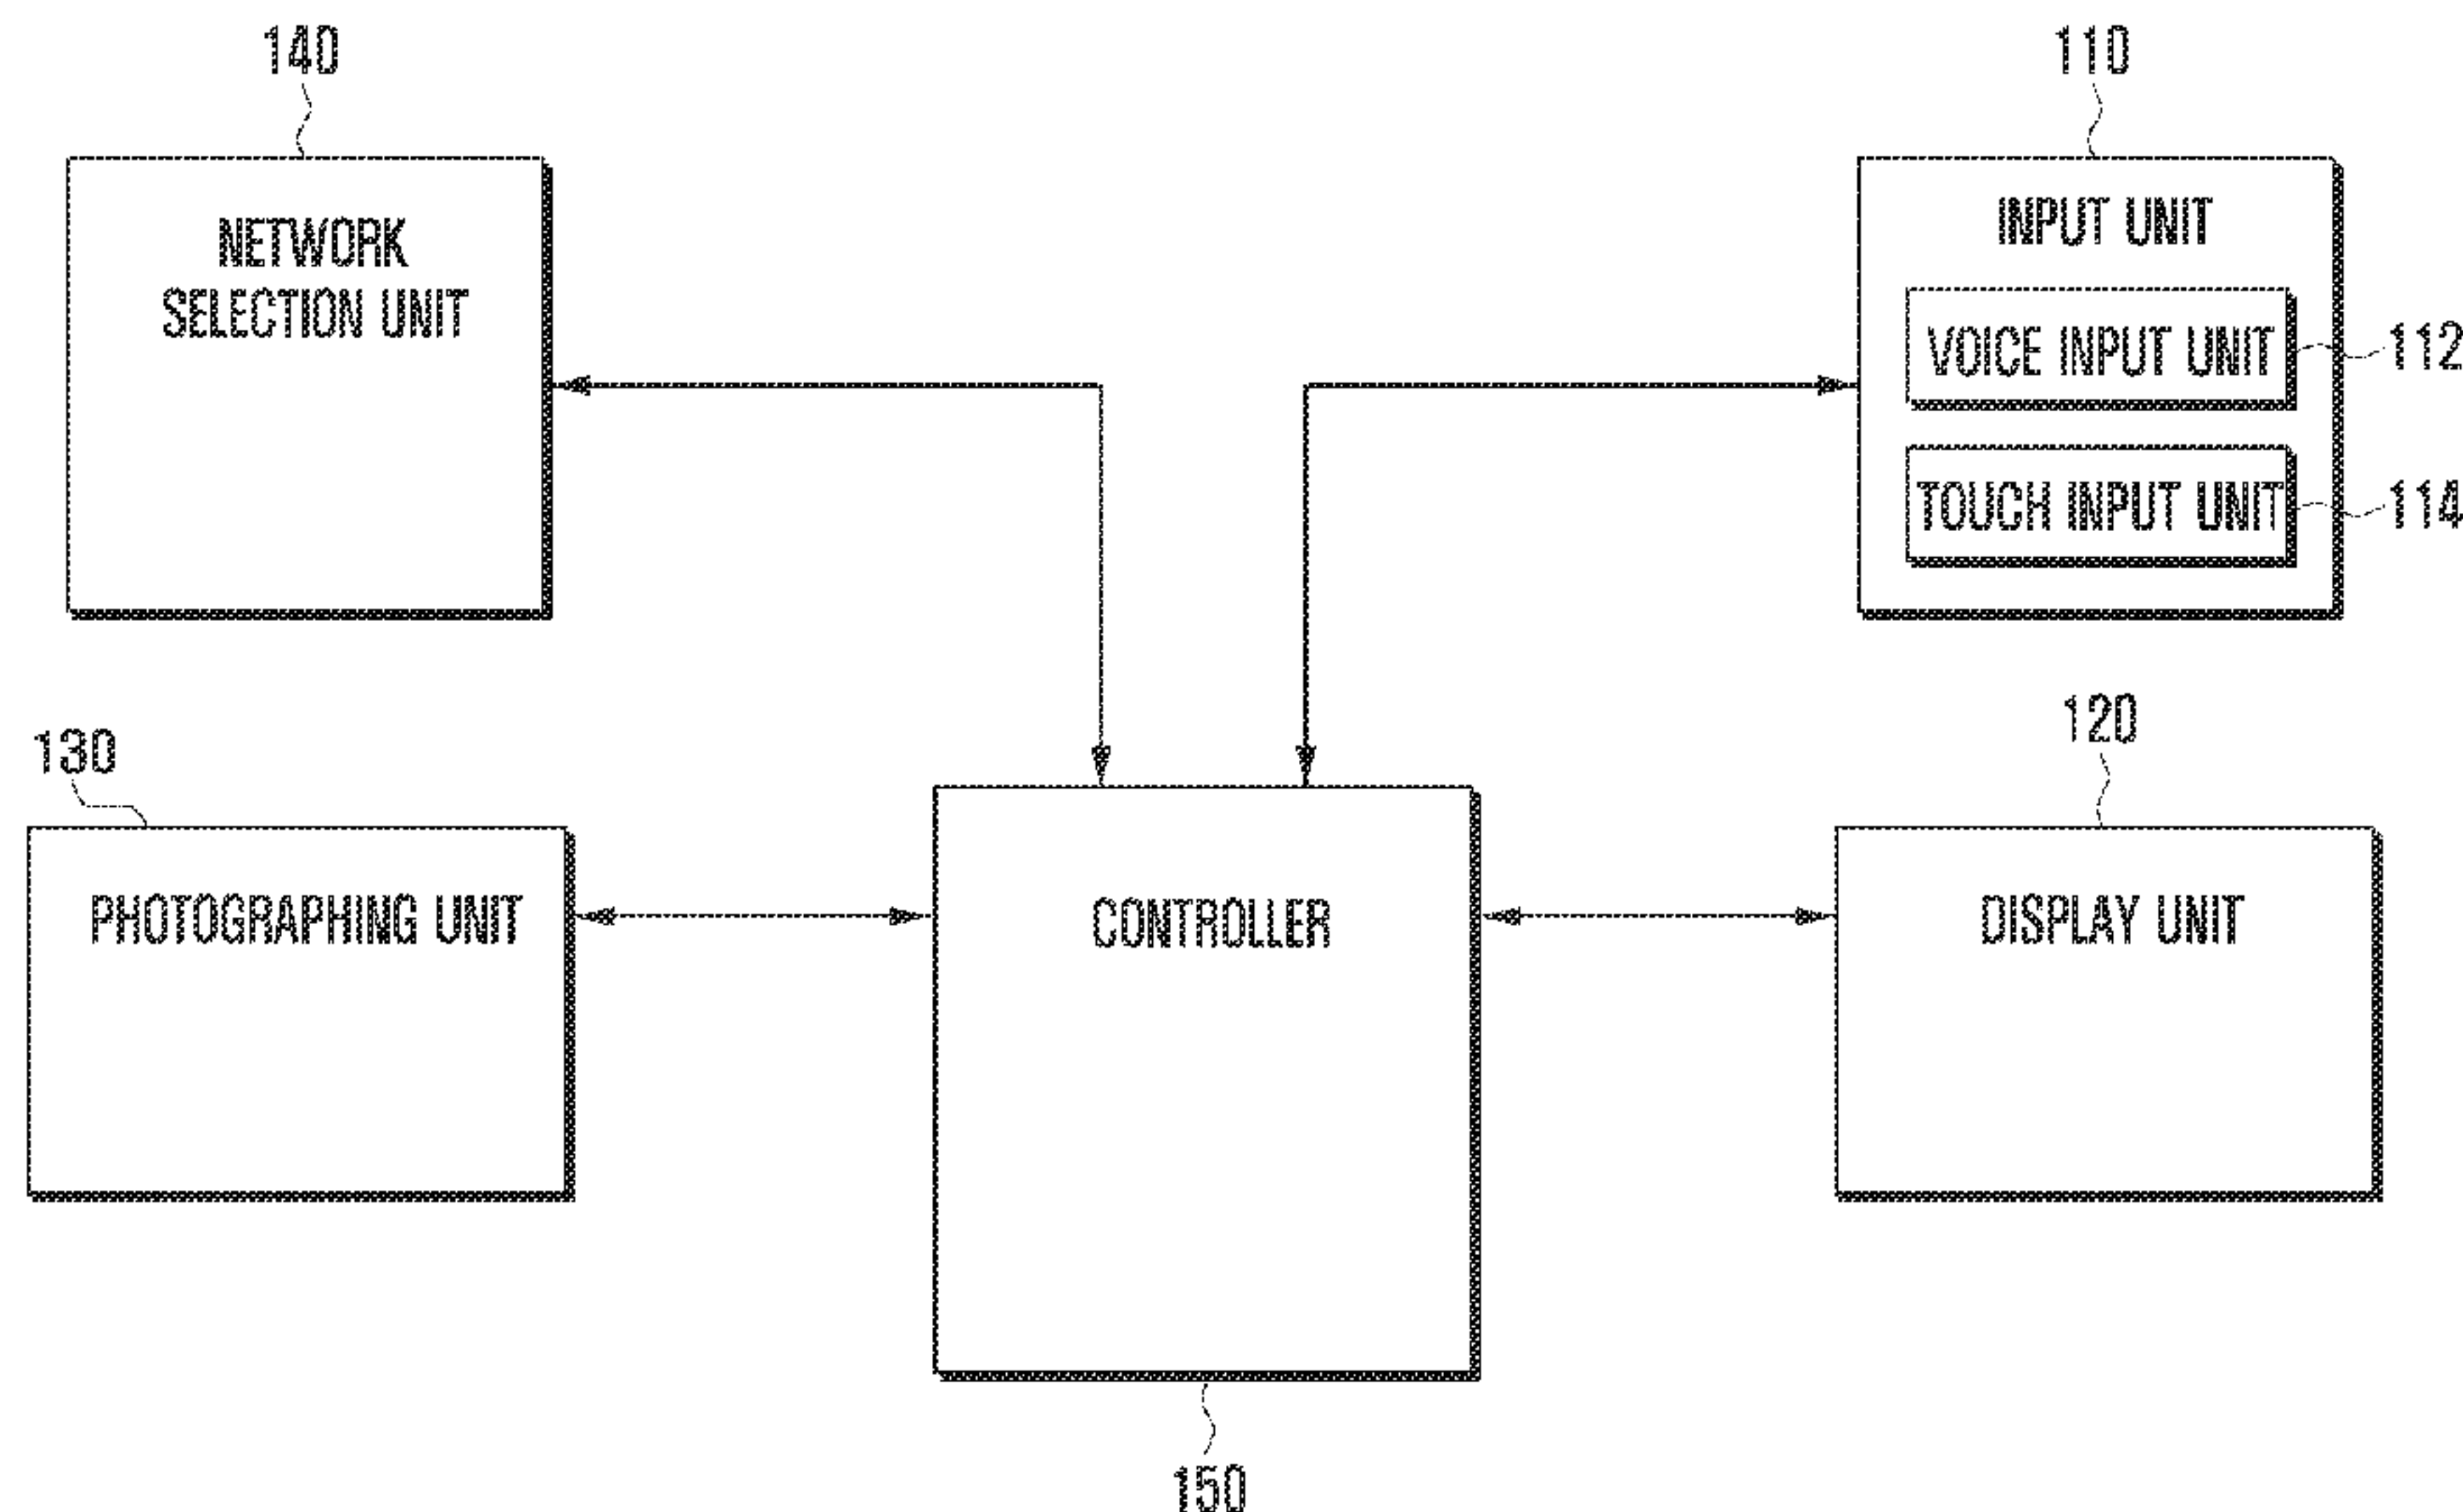 140
110
NETWORK
SELECTION UNIT
INPUT UNIT
VOICE INPUT UNIT
112
TOUCH INPUT UNIT
114
130
120
PHOTOGRAPHING UNIT
CONTROLLER
DISPLAY UNIT
150